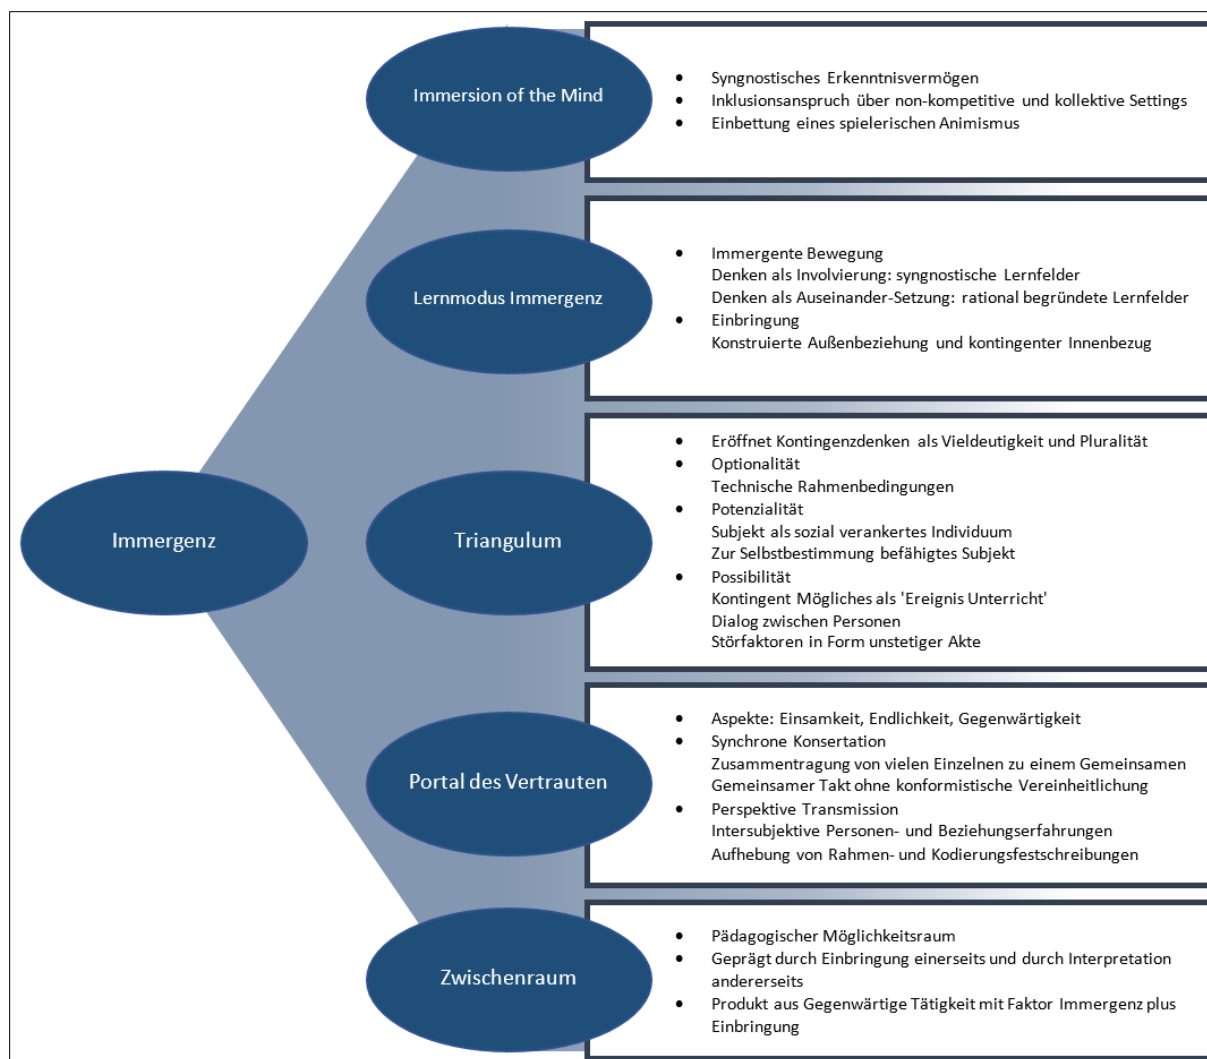 Immersion of the Mind
• Syngnostisches Erkenntnisvermögen
• Inklusionsanspruch über non-kompetitive und kollektive Settings
• Einbettung eines spielerischen Animismus
Lernmodus Immergenz
• Immergente Bewegung
Denken als Involvierung: syngnostische Lernfelder
Denken als Auseinander-Setzung: rational begründete Lernfelder
• Einbringung
Konstruierte Außenbeziehung und kontingenter Innenbezug
Immergenz
Triangulum
• Eröffnet Kontingenzdenken als Vieldeutigkeit und Pluralität
• Optionalität
Technische Rahmenbedingungen
• Potenzialität
Subjekt als sozial verankertes Individuum
Zur Selbstbestimmung befähigtes Subjekt
• Possibilität
Kontingent Mögliches als 'Ereignis Unterricht'
Dialog zwischen Personen
Störfaktoren in Form unstetiger Akte
Portal des Vertrauten
• Aspekte: Einsamkeit, Endlichkeit, Gegenwärtigkeit
• Synchrone Konsertation
Zusammentragung von vielen Einzelnen zu einem Gemeinsamen
Gemeinsamer Takt ohne konformistische Vereinheitlichung
• Perspektive Transmission
Intersubjektive Personen- und Beziehungserfahrungen
Aufhebung von Rahmen- und Kodierungsfestschreibungen
Zwischenraum
• Pädagogischer Möglichkeitsraum
• Geprägt durch Einbringung einerseits und durch Interpretation
andererseits
• Produkt aus Gegenwärtige Tätigkeit mit Faktor Immergenz plus
Einbringung